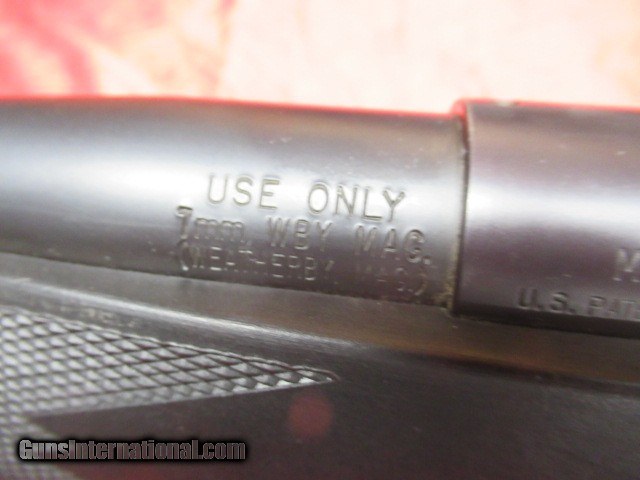 USE ONLY
7mm. WBY MAG.
(WEATHERBY MAG.)
M
U.S. PAT
GunsInternational.com